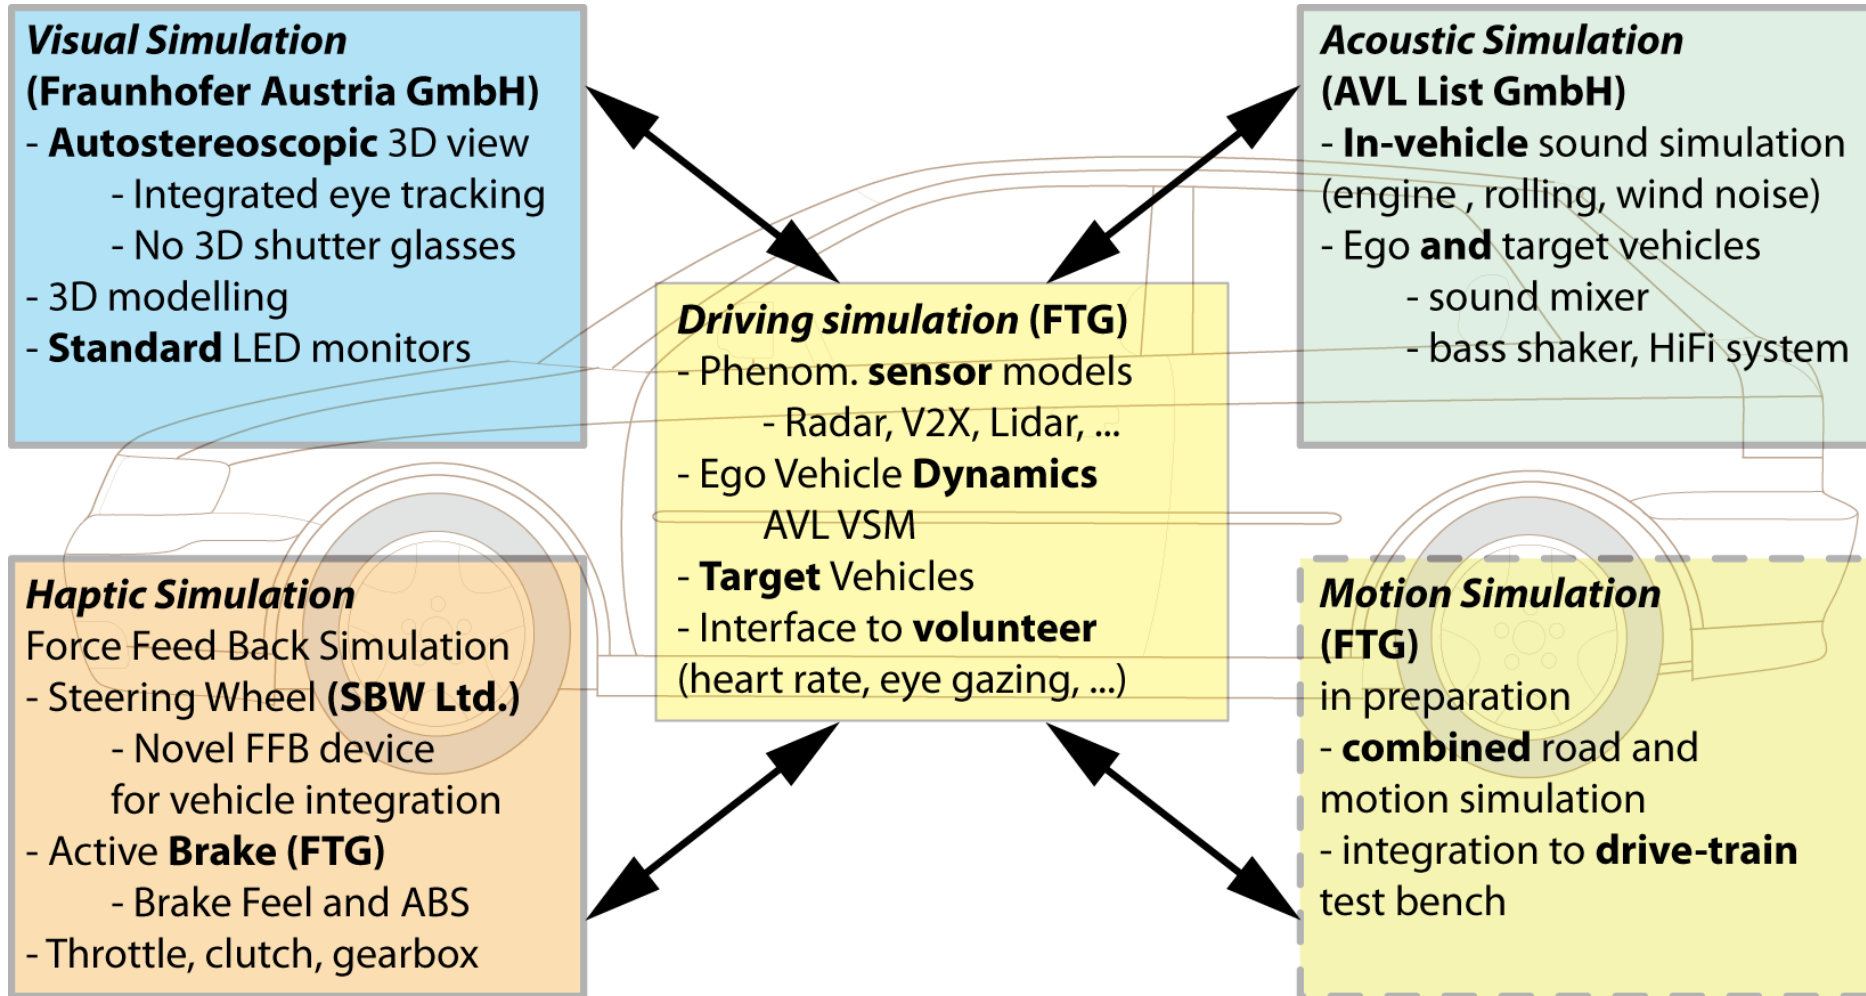 Visual Simulation
(Fraunhofer Austria GmbH)
- Autostereoscopic 3D view
- Integrated eye tracking
- No 3D shutter glasses
- 3D modelling
- Standard LED monitors
Acoustic Simulation
(AVL List GmbH)
- In-vehicle sound simulation
(engine , rolling, wind noise)
- Ego and target vehicles
- sound mixer
- bass shaker, HiFi system
Driving simulation (FTG)
- Phenom. sensor models
- Radar, V2X, Lidar, ...
- Ego Vehicle Dynamics
AVL VSM
- Target Vehicles
- Interface to volunteer
(heart rate, eye gazing, ...)
Haptic Simulation
Force Feed Back Simulation
- Steering Wheel (SBW Ltd.)
- Novel FFB device
for vehicle integration
- Active Brake (FTG)
- Brake Feel and ABS
- Throttle, clutch, gearbox
Motion Simulation
(FTG)
in preparation
- combined road and
motion simulation
- integration to drive-train
test bench